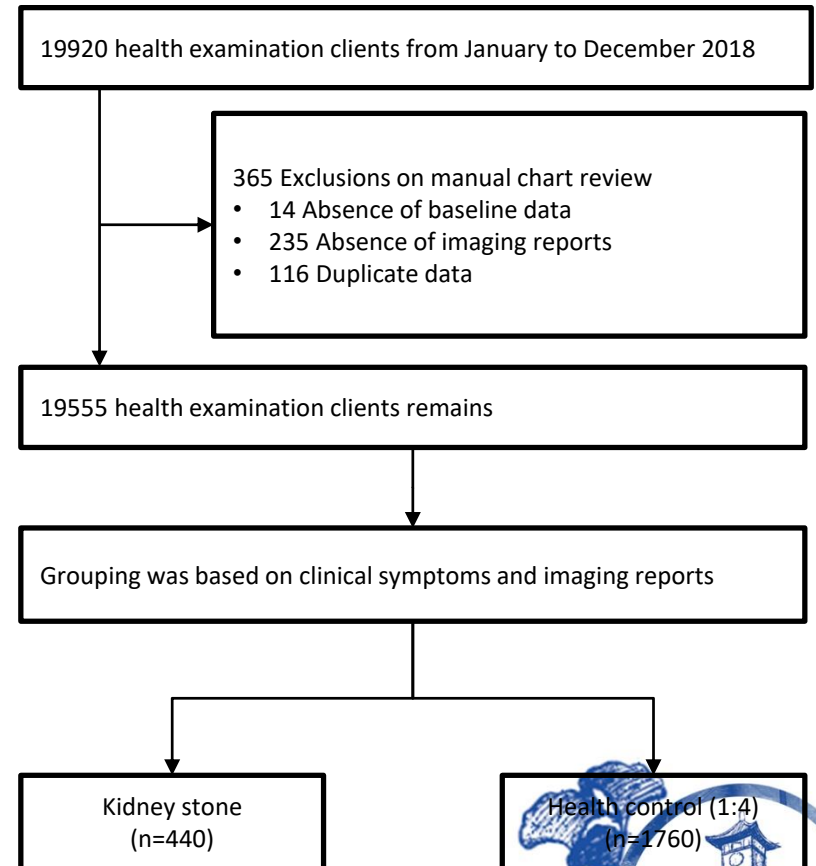 19920 health examination clients from January to December 2018
365 Exclusions on manual chart review
• 14 Absence of baseline data
• 235 Absence of imaging reports
• 116 Duplicate data
19555 health examination clients remains
Grouping was based on clinical symptoms and imaging reports
Kidney stone
(n=440)
Health control (1:4)
(n=1760)